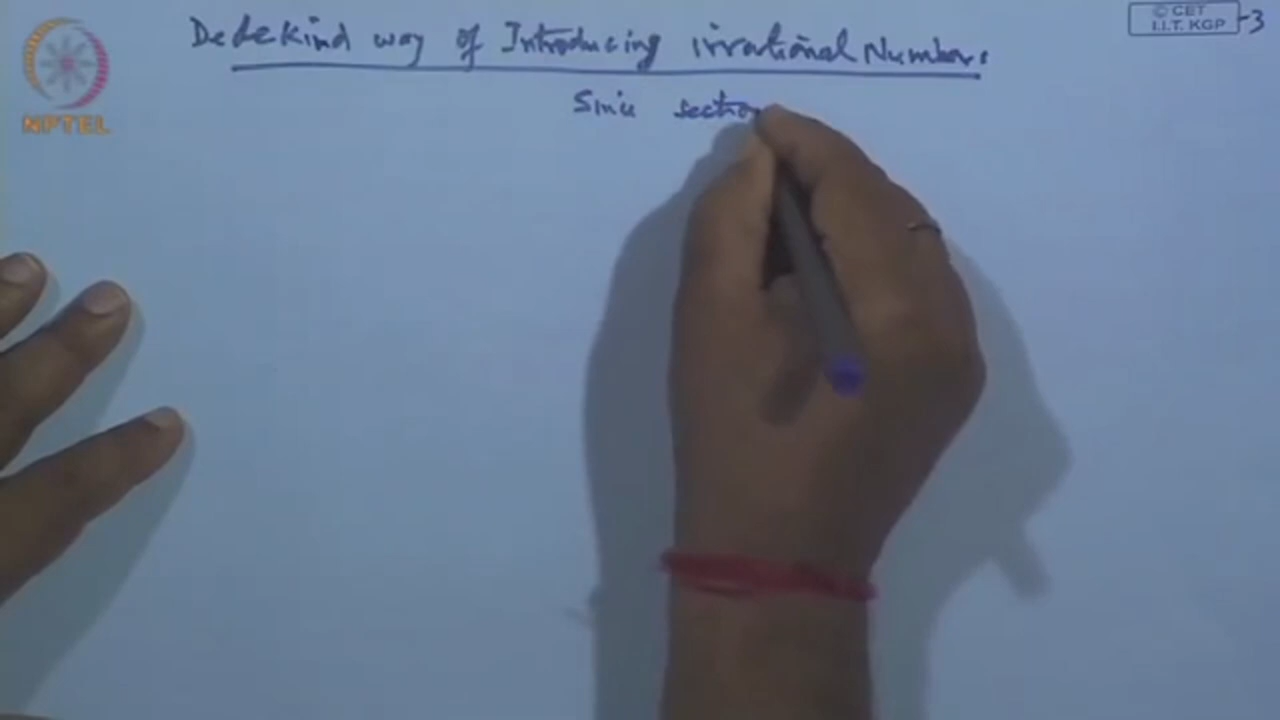 © CET
I.I.T. KGP
3
NPTEL
Dedekind way of Introducing irrational Numbers
Since section